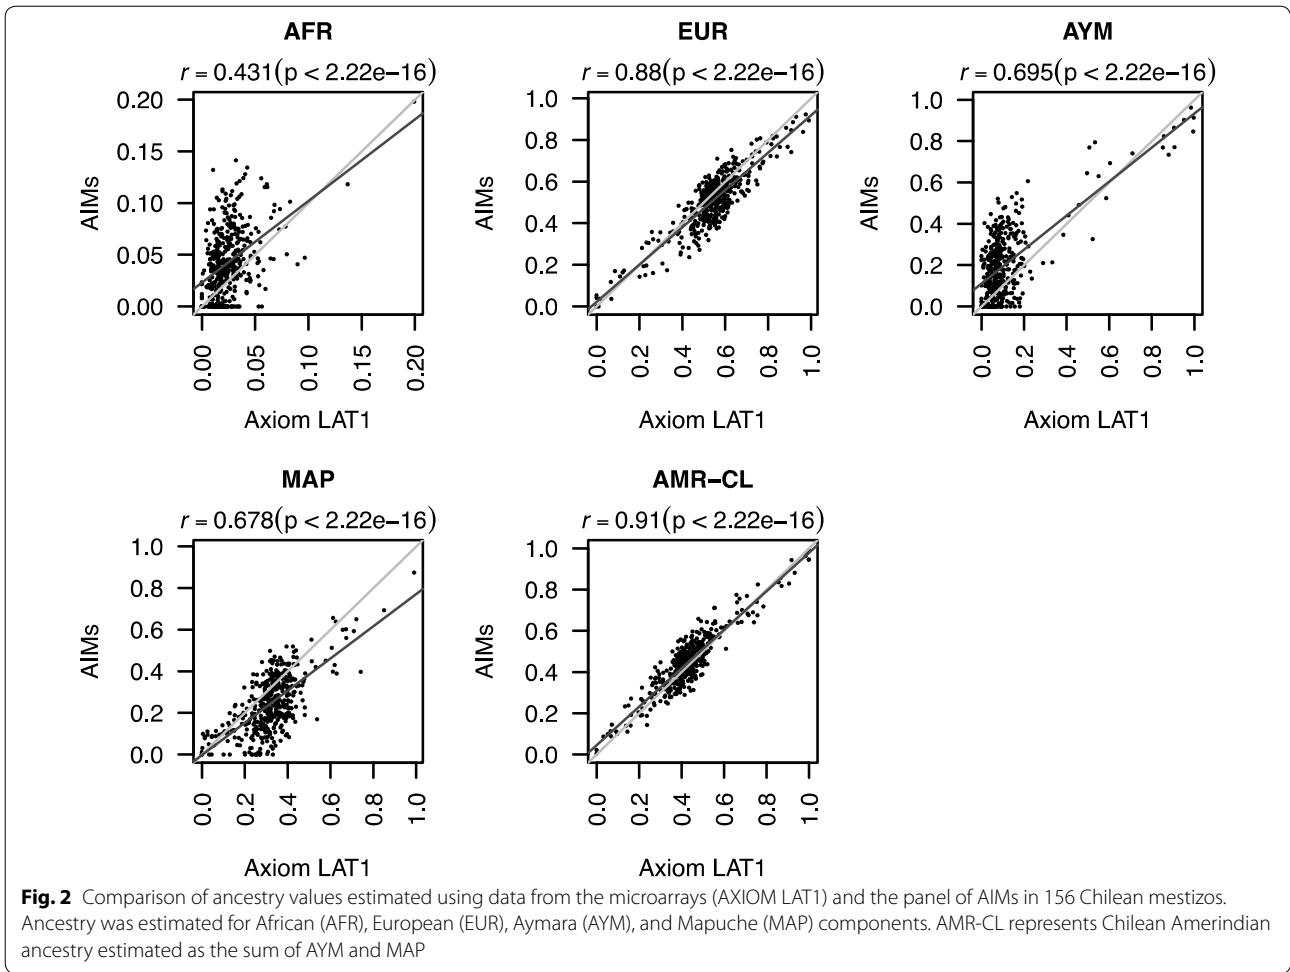 AFR
r = 0.431(p < 2.22e−16)
AIMs
0.20
0.15
0.10
0.05
0.00
0.00
0.05
0.10
0.15
0.20
Axiom LAT1
EUR
r = 0.88(p < 2.22e−16)
AIMs
1.0
0.8
0.6
0.4
0.2
0.0
0.0
0.2
0.4
0.6
0.8
1.0
Axiom LAT1
AYM
r = 0.695(p < 2.22e−16)
AIMs
1.0
0.8
0.6
0.4
0.2
0.0
0.0
0.2
0.4
0.6
0.8
1.0
Axiom LAT1
MAP
r = 0.678(p < 2.22e−16)
AIMs
1.0
0.8
0.6
0.4
0.2
0.0
0.0
0.2
0.4
0.6
0.8
1.0
Axiom LAT1
AMR−CL
r = 0.91(p < 2.22e−16)
AIMs
1.0
0.8
0.6
0.4
0.2
0.0
0.0
0.2
0.4
0.6
0.8
1.0
Axiom LAT1
Fig. 2 Comparison of ancestry values estimated using data from the microarrays (AXIOM LAT1) and the panel of AIMs in 156 Chilean mestizos.
Ancestry was estimated for African (AFR), European (EUR), Aymara (AYM), and Mapuche (MAP) components. AMR-CL represents Chilean Amerindian
ancestry estimated as the sum of AYM and MAP